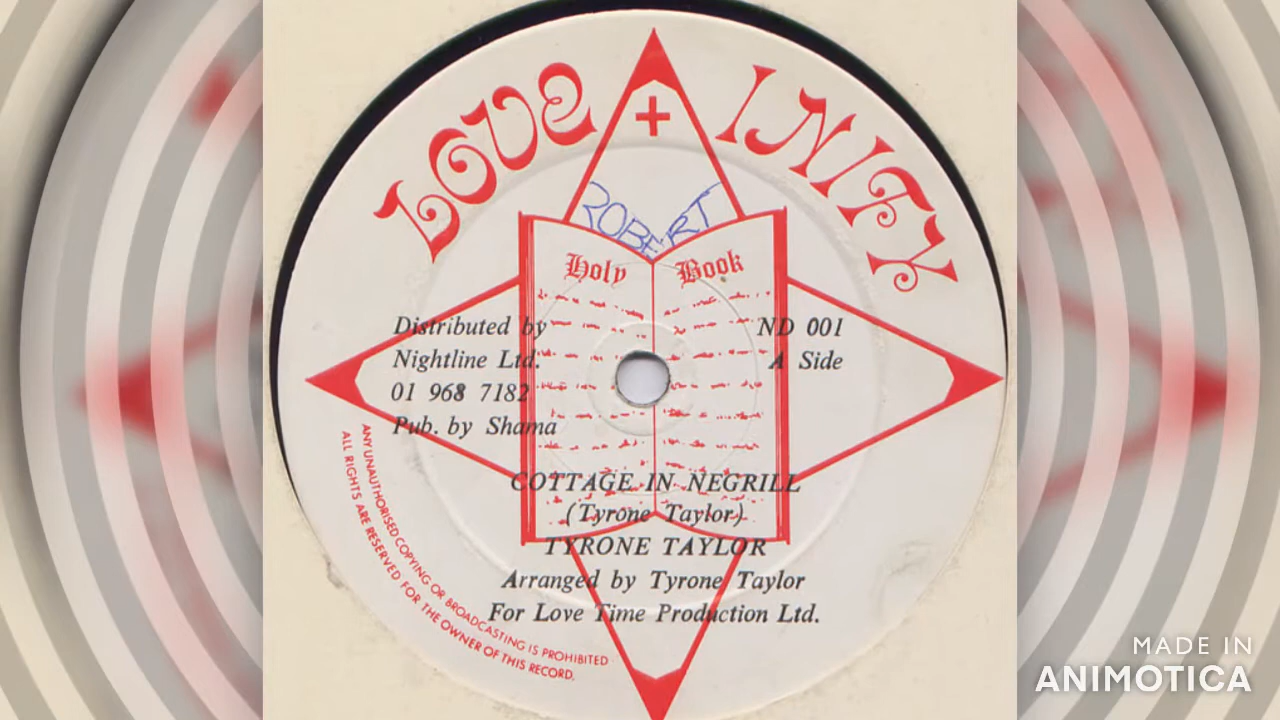 LOVE + INITY
ROBERT
Holy Book
Distributed by
Nightline Ltd.
01 968 7182
Pub. by Shama
ND 001
A Side
COTTAGE IN NEGRILL
(Tyrone Taylor)
TYRONE TAYLOR
Arranged by Tyrone Taylor
For Love Time Production Ltd.
ANY UNAUTHORISED COPYING OR BROADCASTING IS PROHIBITED
ALL RIGHTS ARE RESERVED FOR THE OWNER OF THIS RECORD.
MADE IN
ANIMOTICA